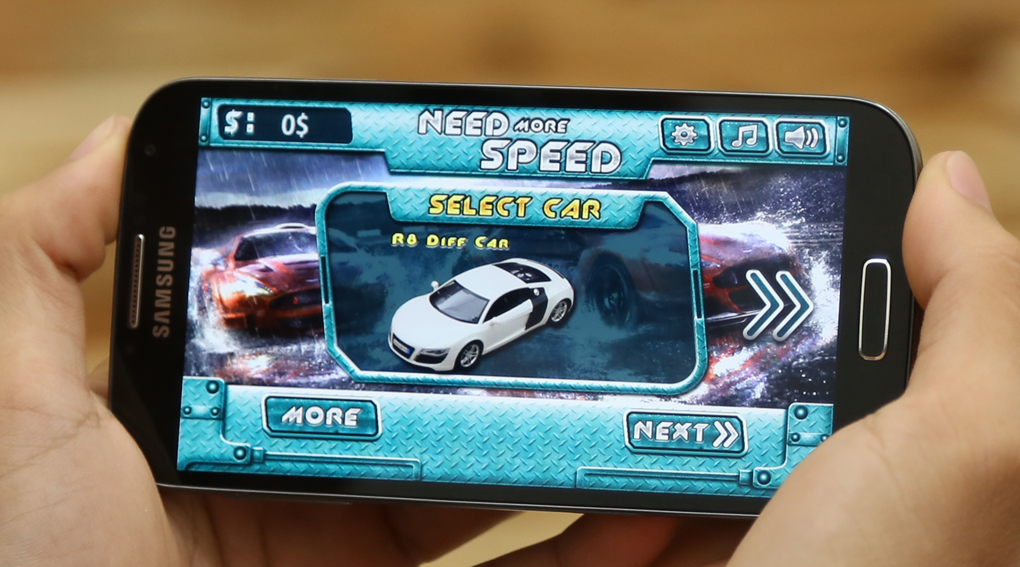 $: 0$
NEED MORE
SPEED
SELECT CAR
R8 DIFF CAR
SAMSUNG
MORE
NEXT